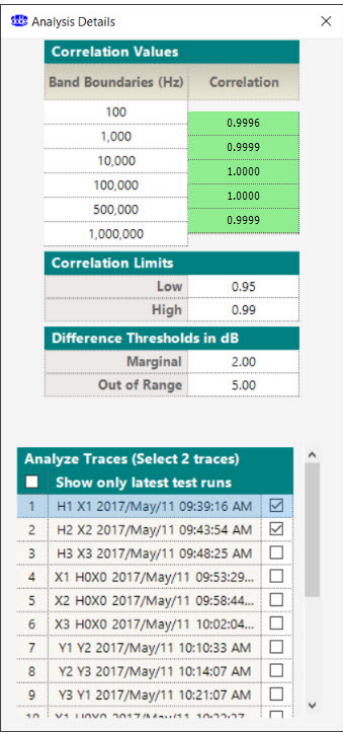 Analysis Details
Correlation Values
Band Boundaries (Hz) Correlation
100
0.9996
1,000
0.9999
10,000
1.0000
100,000
1.0000
500,000
0.9999
1,000,000
Correlation Limits
Low 0.95
High 0.99
Difference Thresholds in dB
Marginal 2.00
Out of Range 5.00
Analyze Traces (Select 2 traces)
Show only latest test runs
1 H1 X1 2017/May/11 09:39:16 AM
2 H2 X2 2017/May/11 09:43:54 AM
3 H3 X3 2017/May/11 09:48:25 AM
4 X1 H0X0 2017/May/11 09:53:29...
5 X2 H0X0 2017/May/11 09:58:44...
6 X3 H0X0 2017/May/11 10:02:04...
7 Y1 Y2 2017/May/11 10:10:33 AM
8 Y2 Y3 2017/May/11 10:14:07 AM
9 Y3 Y1 2017/May/11 10:21:07 AM
10 2017/May/11